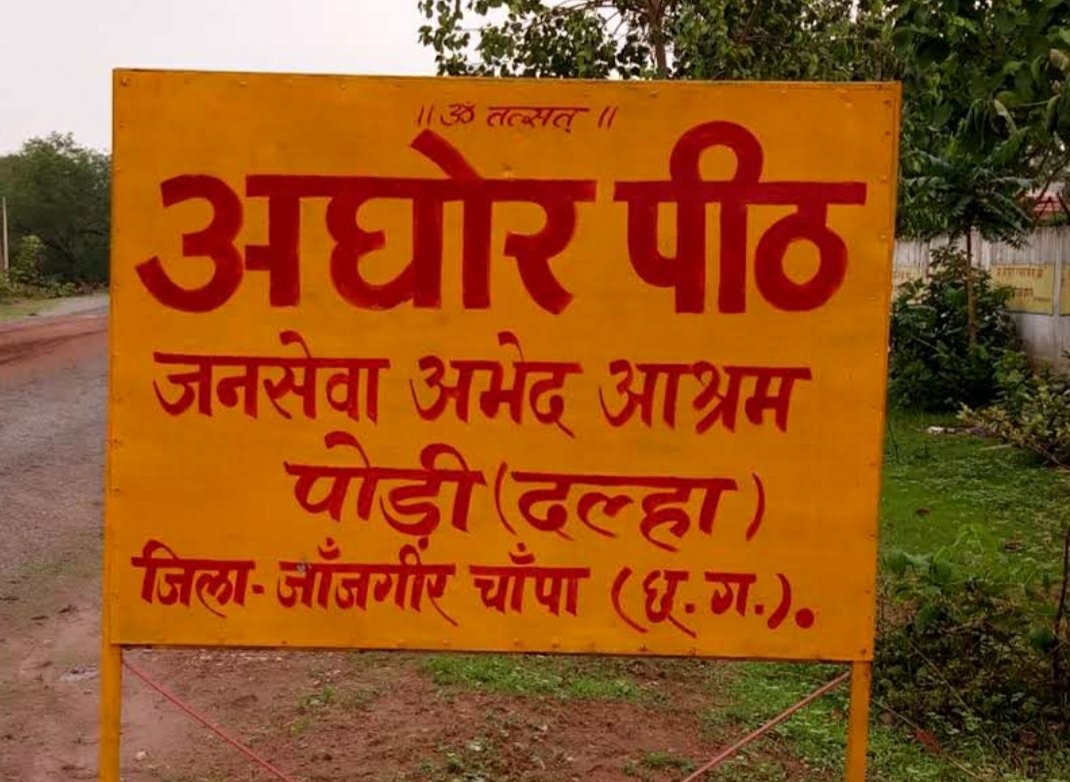 ।। ॐ तत्सत् ।।
अघोर पीठ
जनसेवा अभेद आश्रम
पोड़ी (दल्हा)
जिला- जाँजगीर चाँपा (छ. ग.).